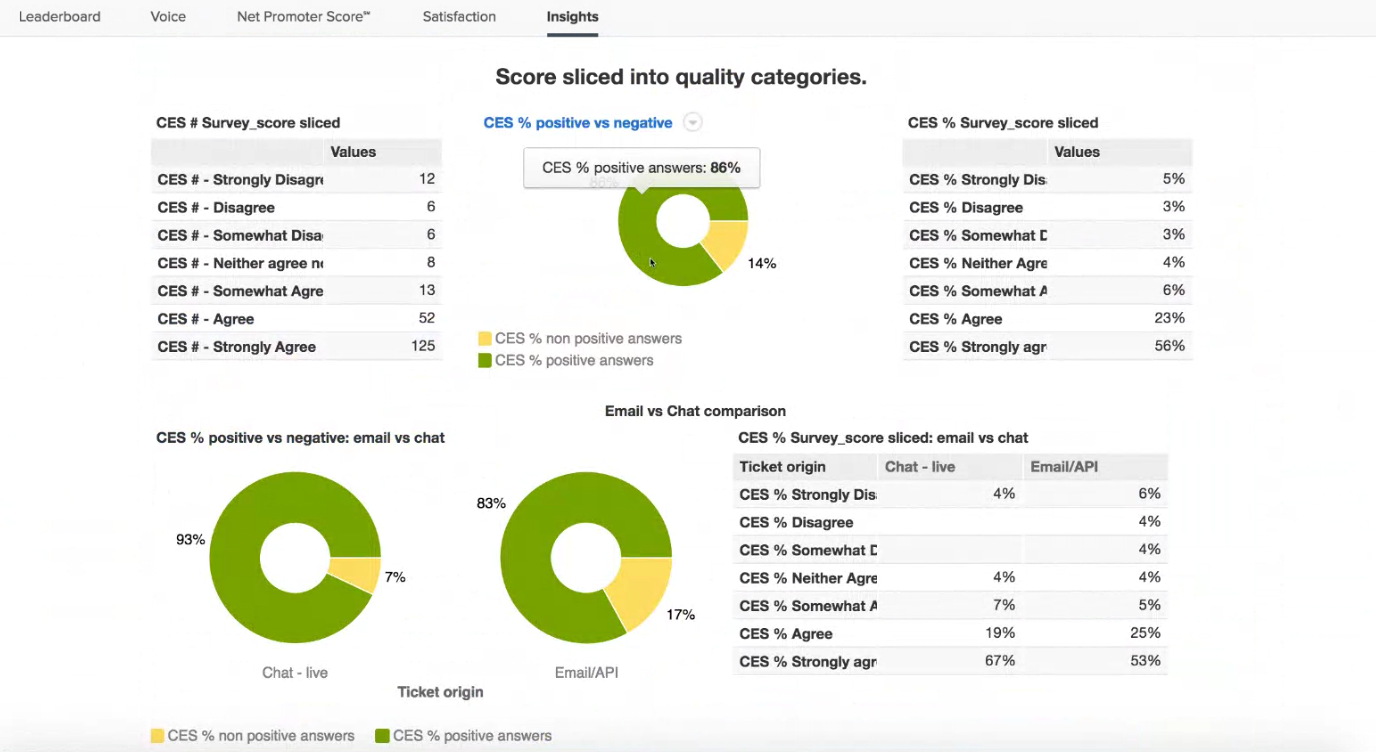 Leaderboard Voice Net Promoter Score℠ Satisfaction Insights
Score sliced into quality categories.
CES # Survey_score sliced
Values
CES # - Strongly Disagre 12
CES # - Disagree 6
CES # - Somewhat Disa 6
CES # - Neither agree no 8
CES # - Somewhat Agre 13
CES # - Agree 52
CES # - Strongly Agree 125
CES % positive vs negative
CES % positive answers: 86%
86%
14%
CES % non positive answers
CES % positive answers
CES % Survey_score sliced
Values
CES % Strongly Dis 5%
CES % Disagree 3%
CES % Somewhat D 3%
CES % Neither Agre 4%
CES % Somewhat A 6%
CES % Agree 23%
CES % Strongly agr 56%
Email vs Chat comparison
CES % positive vs negative: email vs chat
93%
7%
Chat - live
83%
17%
Email/API
Ticket origin
CES % non positive answers CES % positive answers
CES % Survey_score sliced: email vs chat
Ticket origin Chat - live Email/API
CES % Strongly Dis 4% 6%
CES % Disagree 4%
CES % Somewhat D 4%
CES % Neither Agre 4% 4%
CES % Somewhat A 7% 5%
CES % Agree 19% 25%
CES % Strongly agr 67% 53%